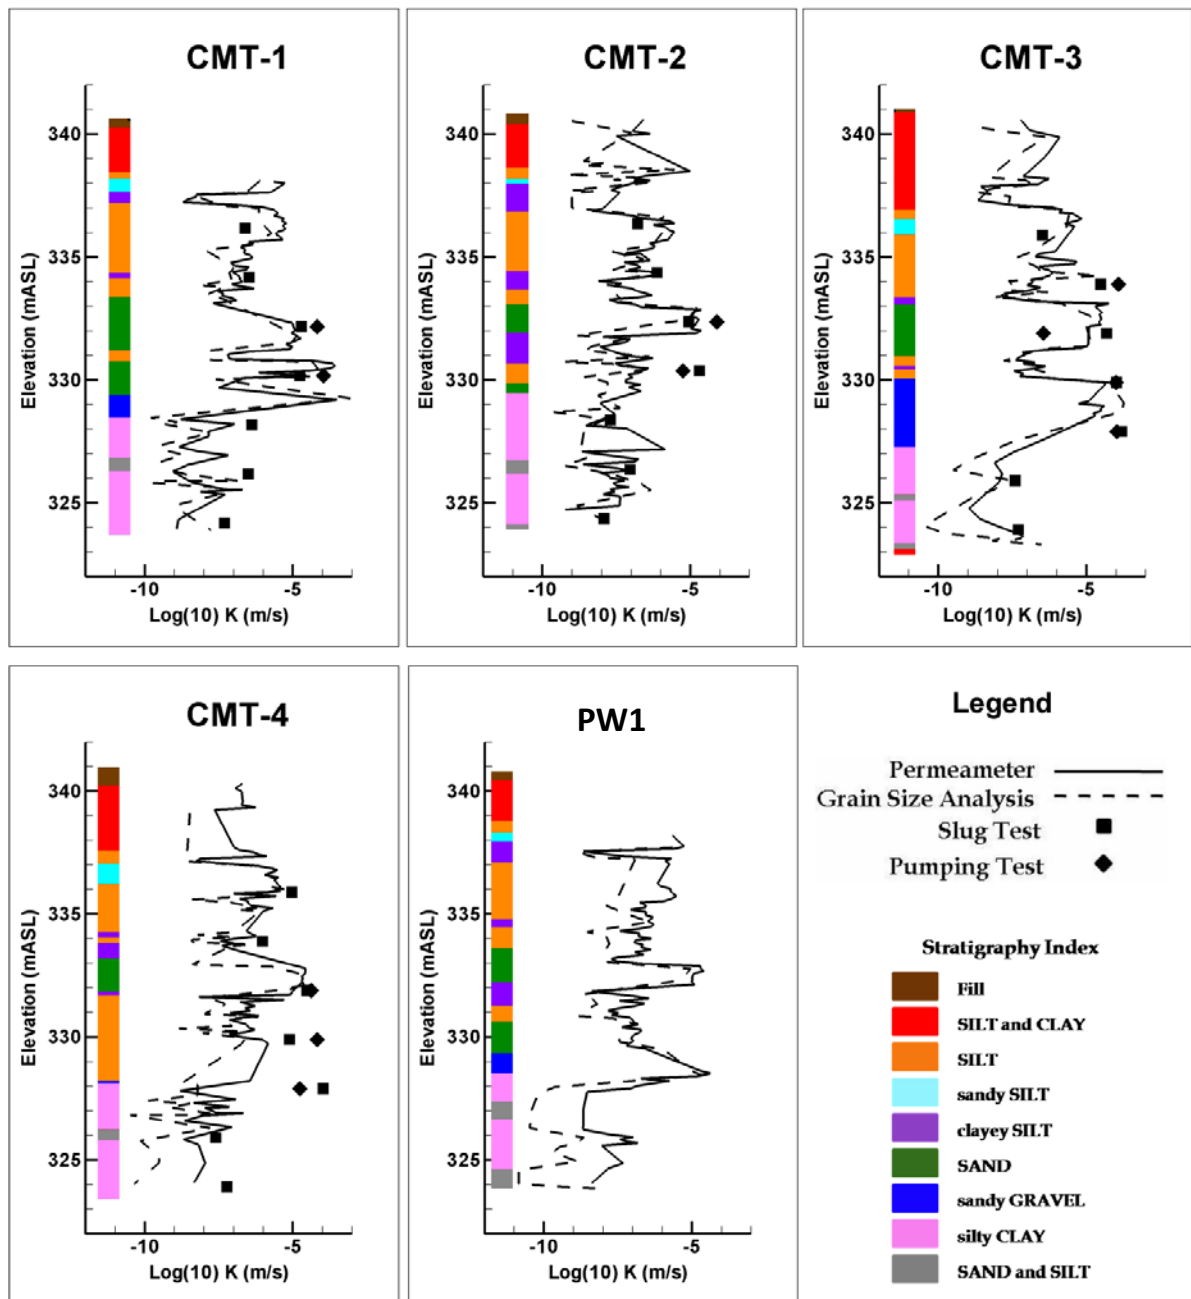 CMT-1
340
335
330
325
Elevation (mASL)
-10
-5
Log(10) K (m/s)
CMT-2
340
335
330
325
Elevation (mASL)
-10
-5
Log(10) K (m/s)
CMT-3
340
335
330
325
Elevation (mASL)
-10
-5
Log(10) K (m/s)
CMT-4
340
335
330
325
Elevation (mASL)
-10
-5
Log(10) K (m/s)
PW1
340
335
330
325
Elevation (mASL)
-10
-5
Log(10) K (m/s)
Legend
Permeameter
Grain Size Analysis
Slug Test
Pumping Test
Stratigraphy Index
Fill
SILT and CLAY
SILT
sandy SILT
clayey SILT
SAND
sandy GRAVEL
silty CLAY
SAND and SILT